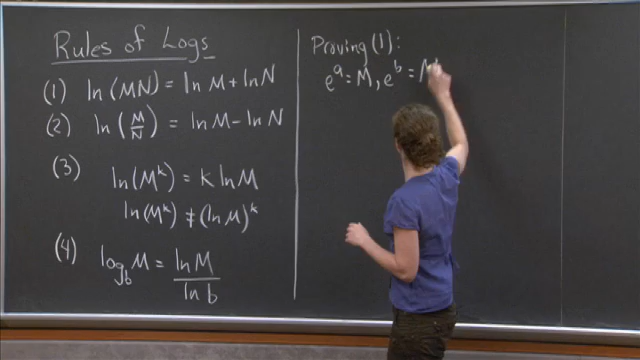 Rules of Logs
(1) ln (MN) = ln M + ln N
(2) ln (M/N) = ln M - ln N
(3) ln (M^k) = k ln M
ln (M^k) ≠ (ln M)^k
(4) log_b M = ln M / ln b
Proving (1):
e^a = M, e^b =